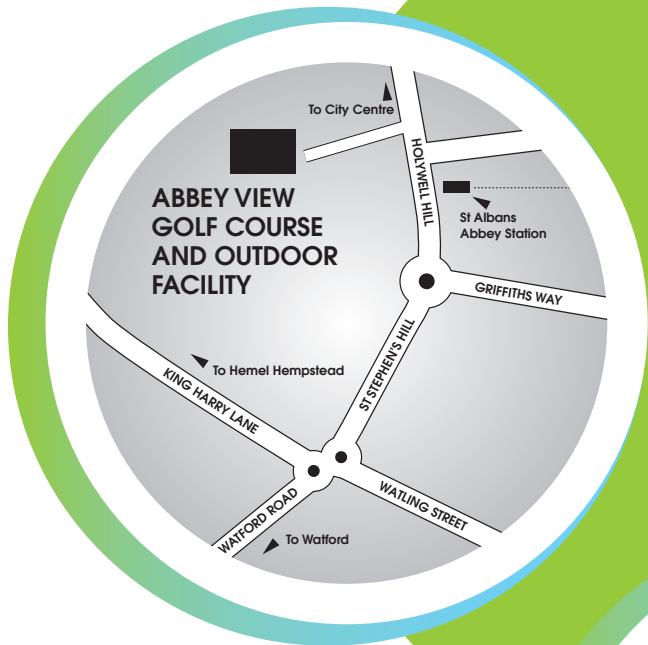 To City Centre
HOLYWELL HILL
ABBEY VIEW
GOLF COURSE
AND OUTDOOR
FACILITY
St Albans
Abbey Station
GRIFFITHS WAY
ST STEPHEN'S HILL
To Hemel Hempstead
KING HARRY LANE
WATLING STREET
WATFORD ROAD
To Watford